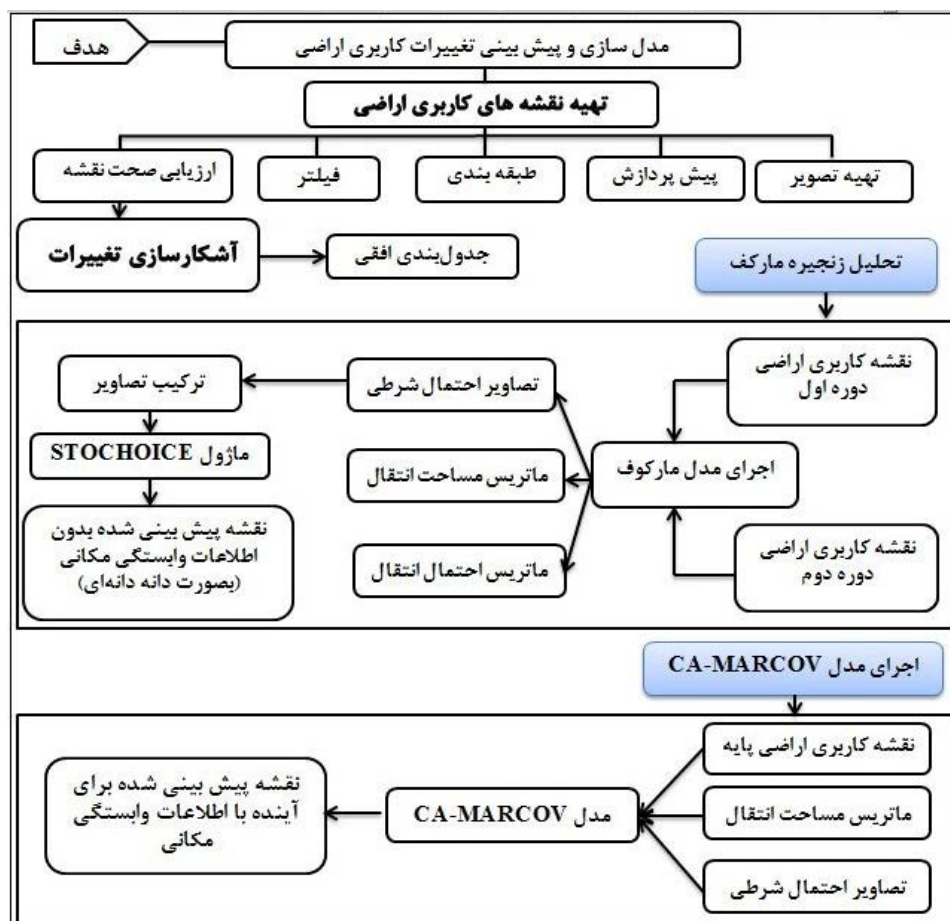 هدف
مدل سازی و پیش بینی تغییرات کاربری اراضی
تهیه نقشه های کاربری اراضی
تهیه تصویر
پیش پردازش
طبقه بندی
فیلتر
ارزیابی صحت نقشه
آشکارسازی تغییرات
جدول‌بندی افقی
تحلیل زنجیره مارکف
نقشه کاربری اراضی
دوره اول
نقشه کاربری اراضی
دوره دوم
اجرای مدل مارکوف
تصاویر احتمال شرطی
ماتریس مساحت انتقال
ماتریس احتمال انتقال
ترکیب تصاویر
ماژول STOCHOICE
نقشه پیش بینی شده بدون
اطلاعات وابستگی مکانی
(بصورت دانه دانه‌ای)
اجرای مدل CA-MARCOV
نقشه کاربری اراضی پایه
ماتریس مساحت انتقال
تصاویر احتمال شرطی
مدل CA-MARCOV
نقشه پیش بینی شده برای
آینده با اطلاعات وابستگی
مکانی